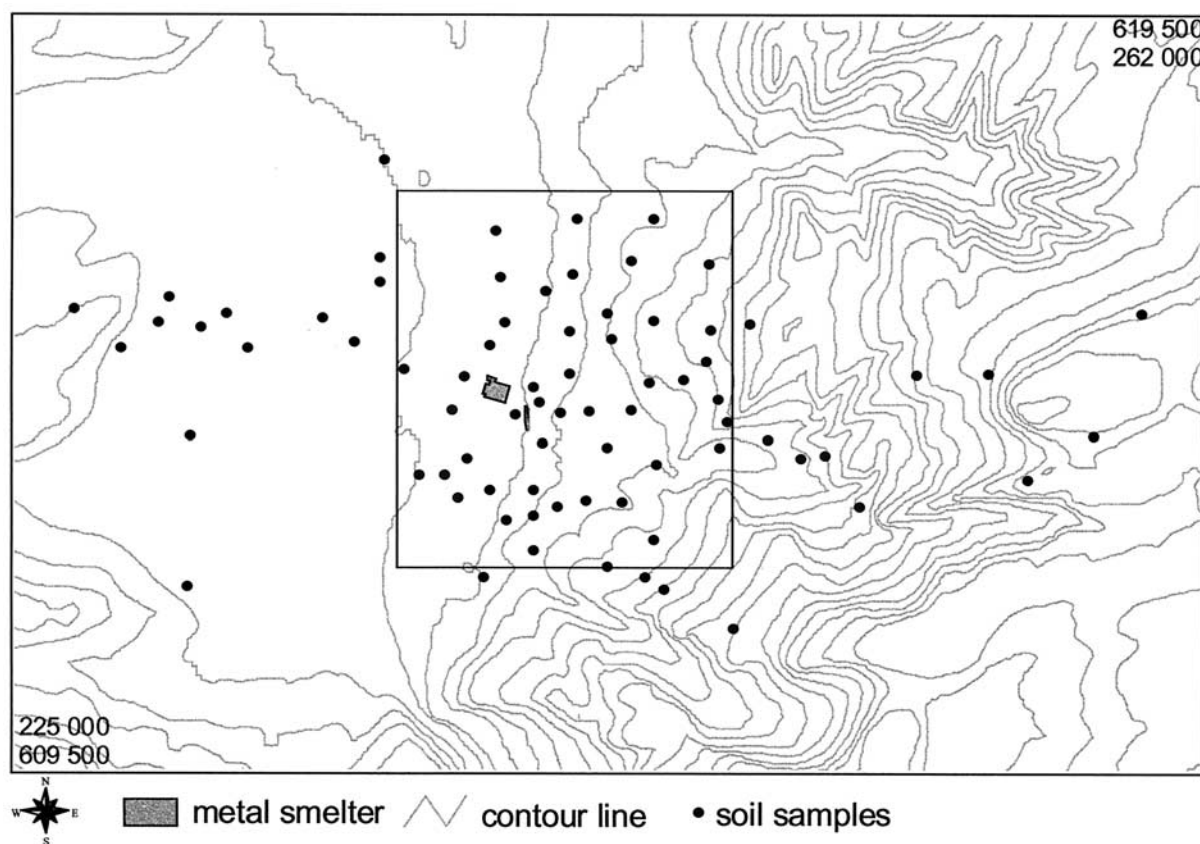 619 500
262 000
D
225 000
609 500
N
W E
S
metal smelter contour line soil samples